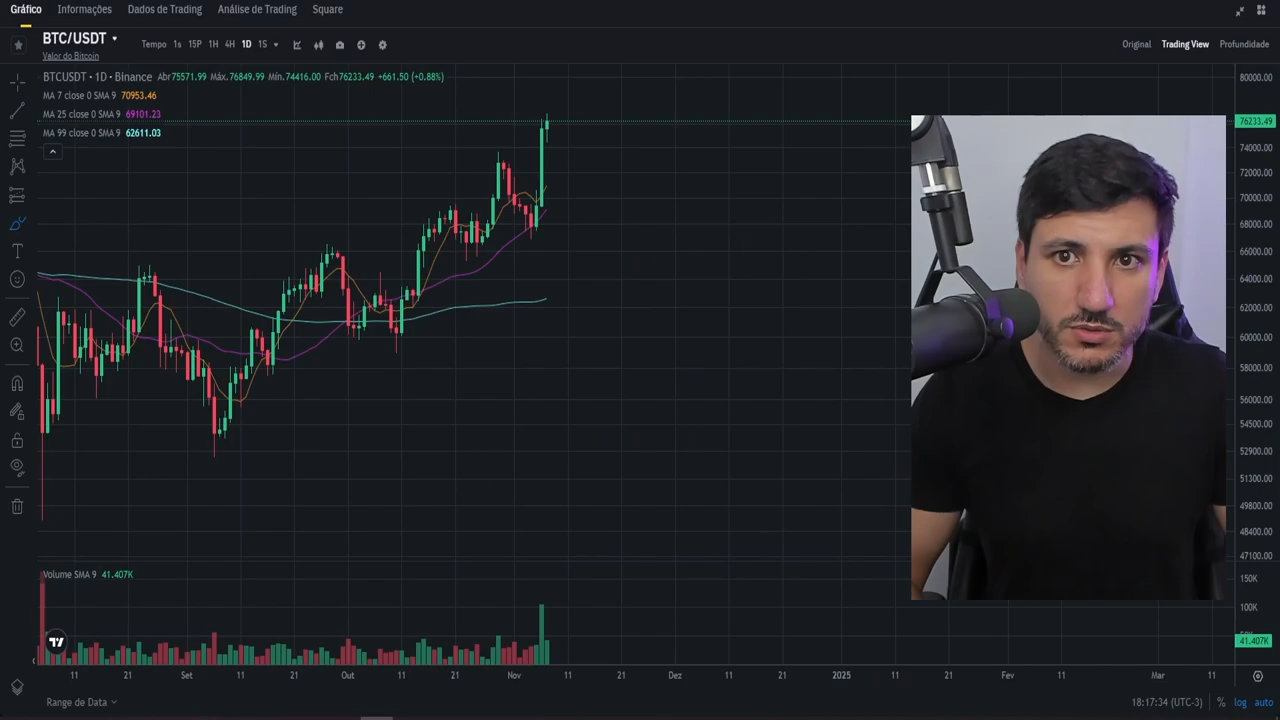 Gráfico Informações Dados de Trading Análise de Trading Square
BTC/USDT
Valor do Bitcoin
Tempo 1s 15P 1H 4H 1D 1S
Original Trading View Profundidade
BTCUSDT · 1D · Binance Abr75571.99 Máx.76849.99 Mín.74416.00 Fch76233.49 +661.50 (+0.88%)
MA 7 close 0 SMA 9 70953.46
MA 25 close 0 SMA 9 69101.23
MA 99 close 0 SMA 9 62611.03
80000.00
76233.49
74000.00
72000.00
70000.00
68000.00
66000.00
64000.00
62000.00
60000.00
58000.00
56000.00
54500.00
52900.00
51300.00
49800.00
48400.00
47100.00
Volume SMA 9 41.407K
150K
100K
41.407K
11 21 Set 11 21 Out 11 21 Nov 11 21 Dez 11 21 2025 11 21 Fev 11 Mar 11
Range de Data
18:17:34 (UTC-3) % log auto